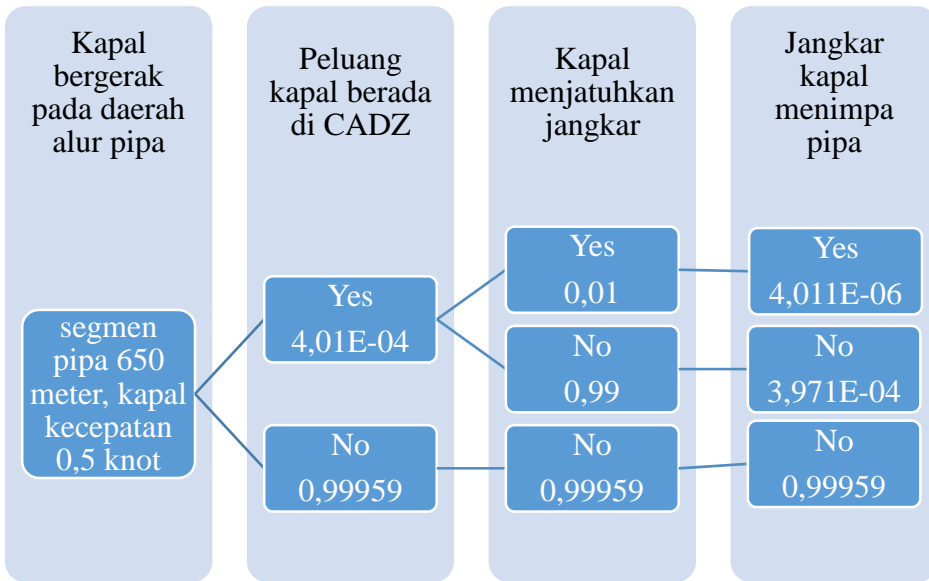 Kapal
bergerak
pada daerah
alur pipa
Peluang
kapal berada
di CADZ
Kapal
menjatuhkan
jangkar
Jangkar
kapal
menimpa
pipa
segmen
pipa 650
meter, kapal
kecepatan
0,5 knot
Yes
4,01E-04
No
0,99959
Yes
0,01
No
0,99
No
0,99959
Yes
4,011E-06
No
3,971E-04
No
0,99959